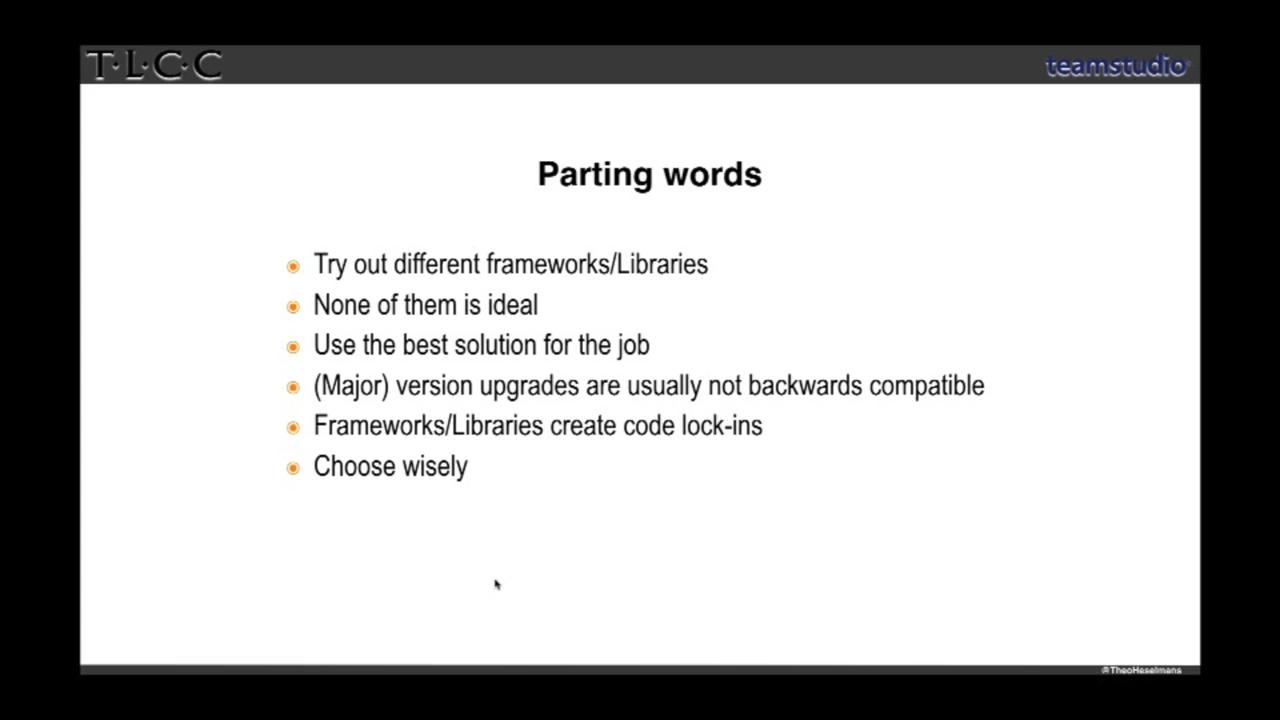 T·L·C·C
teamstudio
Parting words
Try out different frameworks/Libraries
None of them is ideal
Use the best solution for the job
(Major) version upgrades are usually not backwards compatible
Frameworks/Libraries create code lock-ins
Choose wisely
@TheoHeselmans